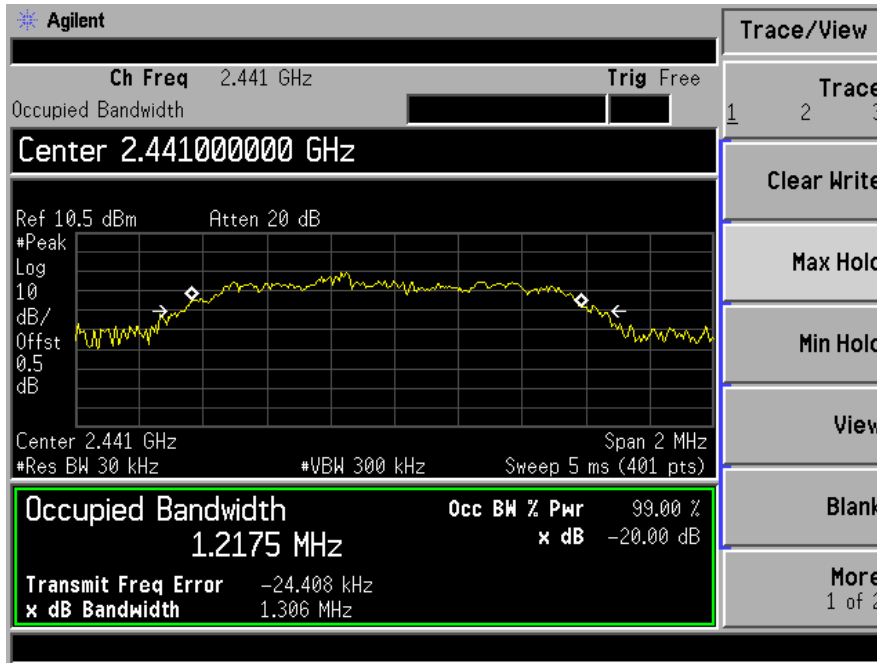 Agilent
Trace/View
Ch Freq 2.441 GHz Trig Free
Occupied Bandwidth
Trace
1 2 3
Center 2.441000000 GHz
Clear Write
Ref 10.5 dBm Atten 20 dB
#Peak
Log
10
dB/
Offst
0.5
dB
Max Hold
Min Hold
Center 2.441 GHz Span 2 MHz
#Res BW 30 kHz #VBW 300 kHz Sweep 5 ms (401 pts)
View
Occupied Bandwidth Occ BW % Pwr 99.00 %
1.2175 MHz x dB -20.00 dB
Blank
Transmit Freq Error -24.408 kHz
x dB Bandwidth 1.306 MHz
More
1 of 2